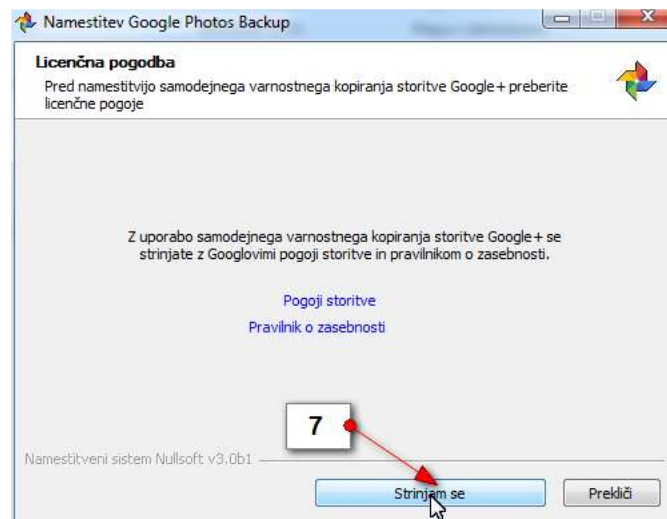 Namestitev Google Photos Backup
Licenčna pogodba
Pred namestitvijo samodejnega varnostnega kopiranja storitve Google+ preberite
licenčne pogoje
Z uporabo samodejnega varnostnega kopiranja storitve Google+ se
strinjate z Googlovimi pogoji storitve in pravilnikom o zasebnosti.
Pogoji storitve
Pravilnik o zasebnosti
7
Namestitveni sistem Nullsoft v3.0b1
Strinjam se
Prekliči